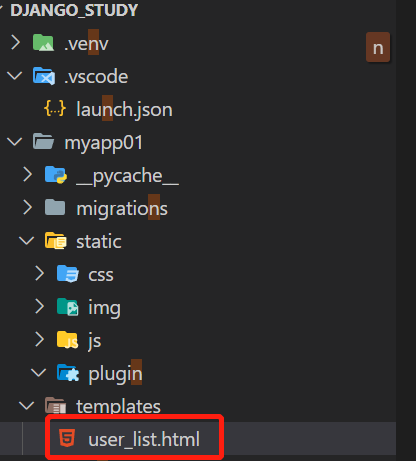 DJANGO_STUDY
.venv
n
.vscode
launch.json
myapp01
__pycache__
migrations
static
css
img
js
plugin
templates
user_list.html